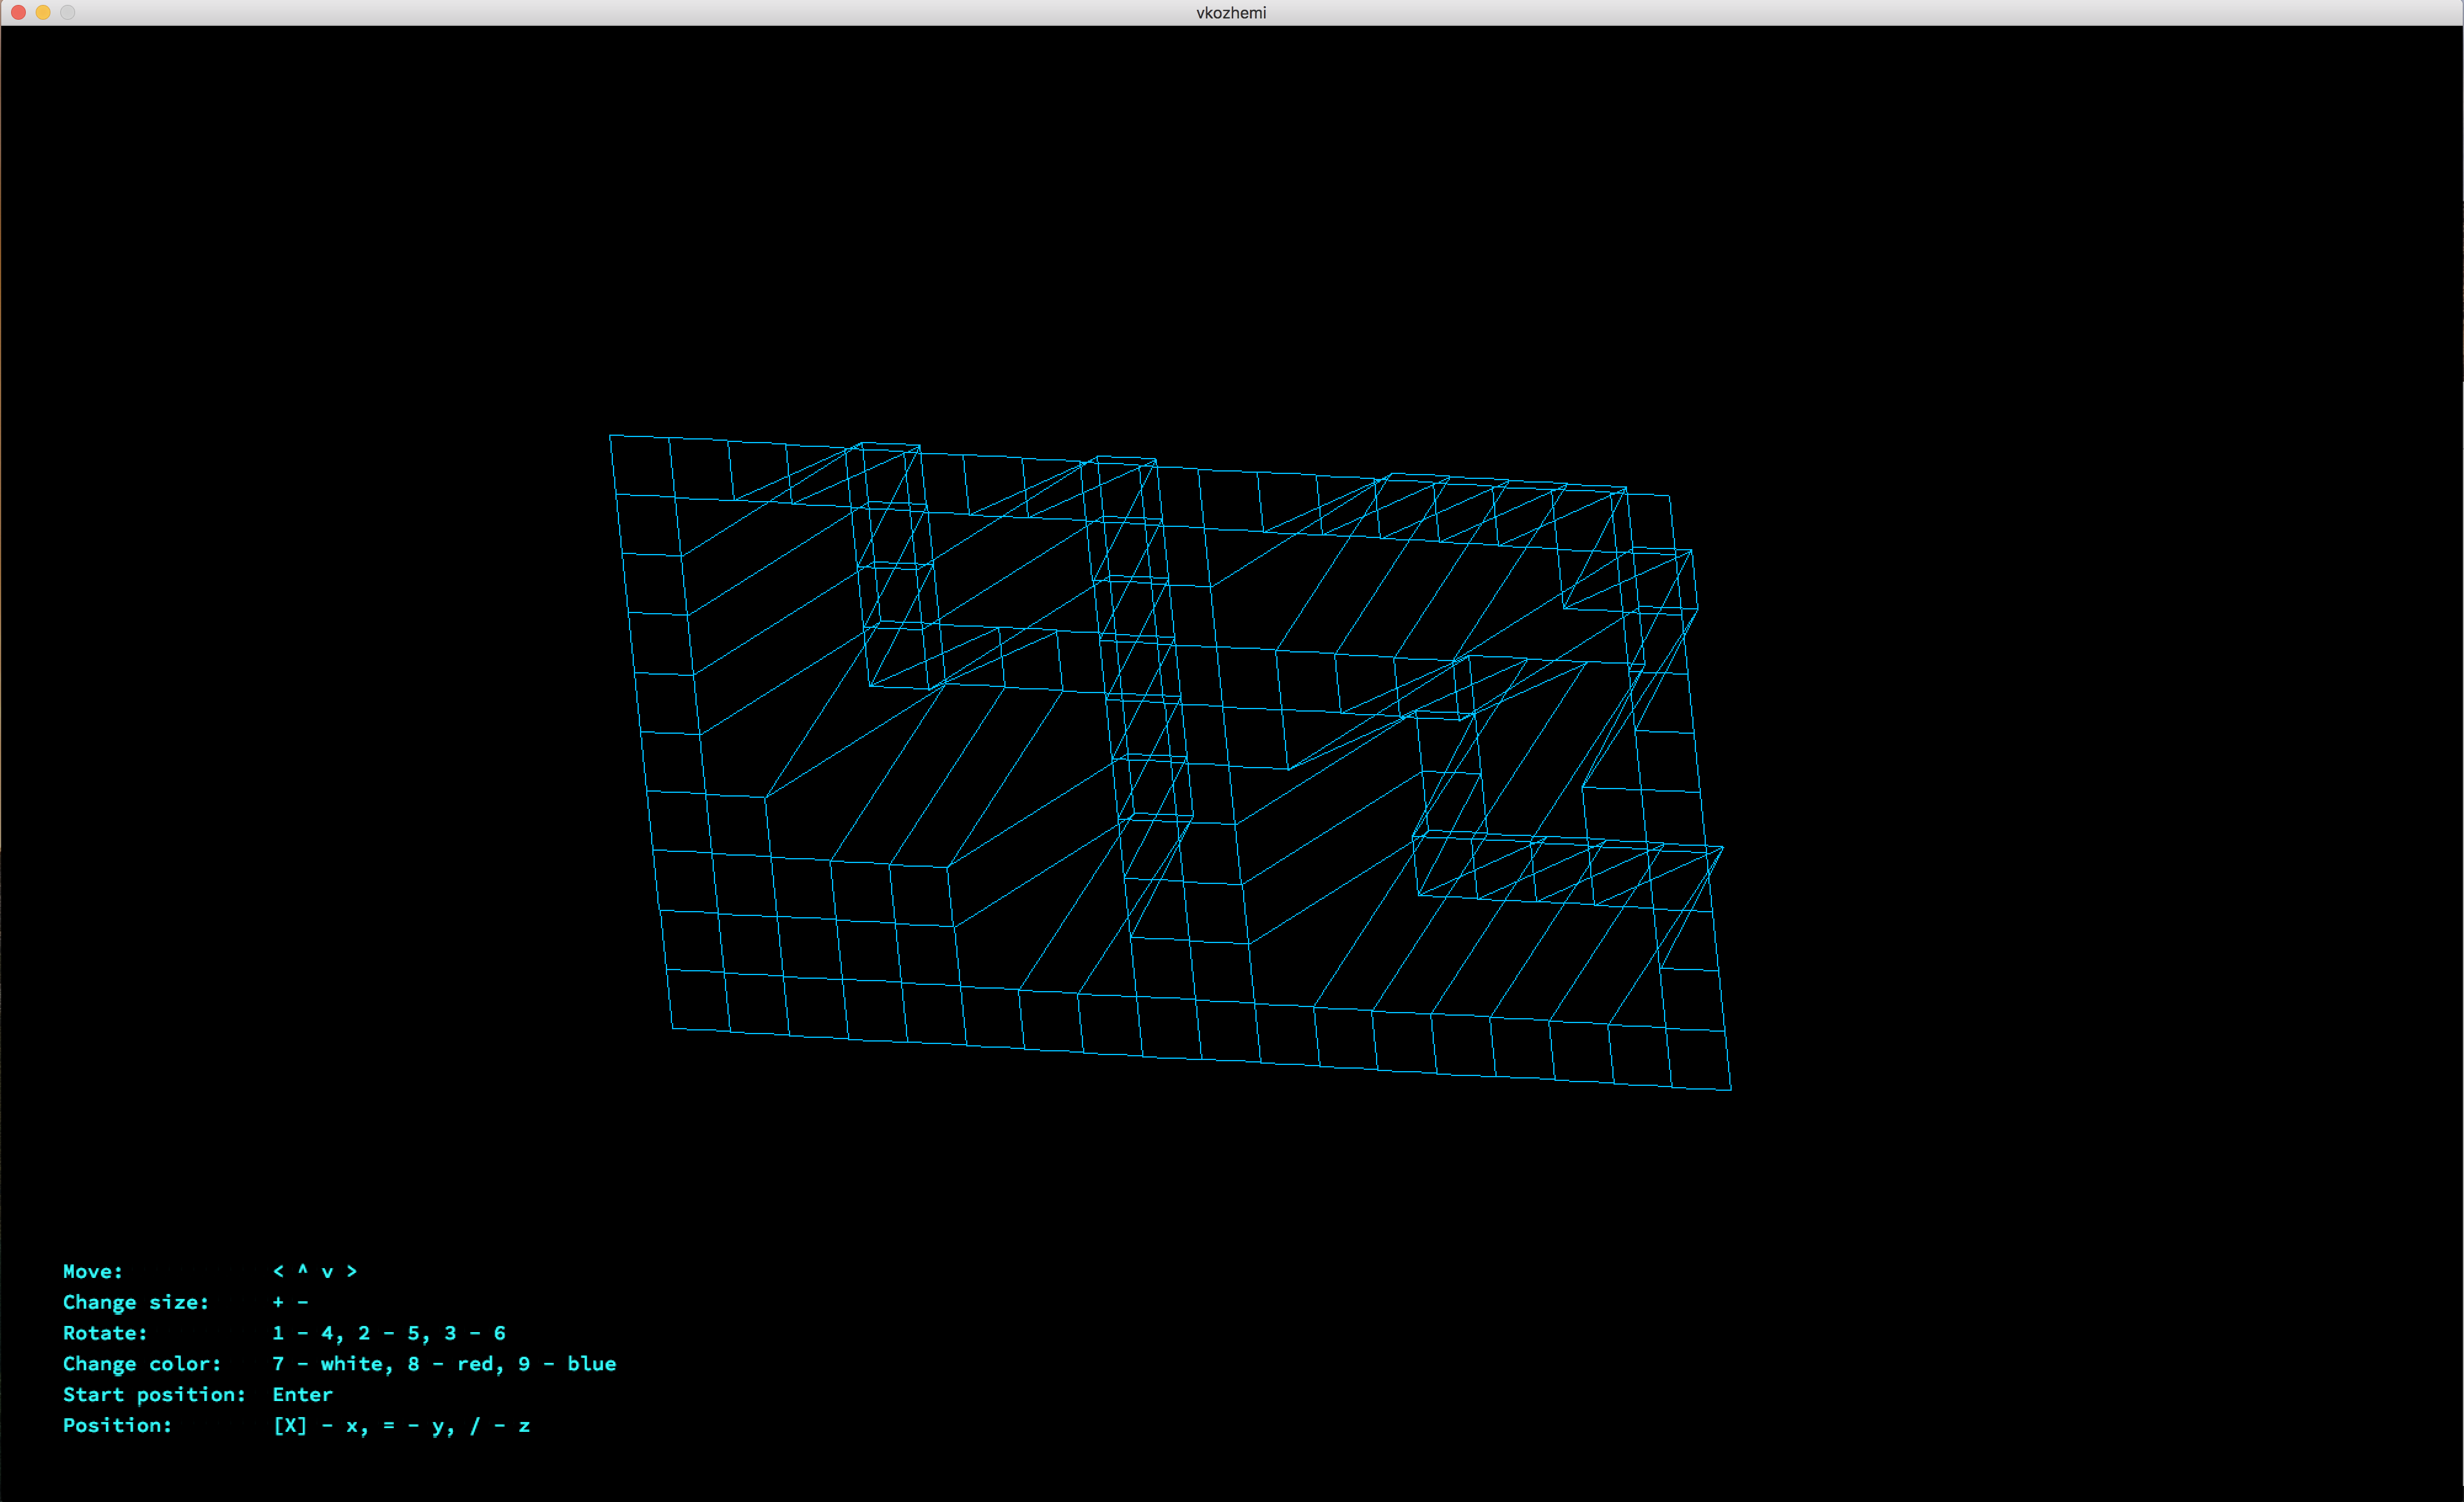 vkozhemi
Move: < ^ v >
Change size: + -
Rotate: 1 - 4, 2 - 5, 3 - 6
Change color: 7 - white, 8 - red, 9 - blue
Start position: Enter
Position: [X] - x, = - y, / - z